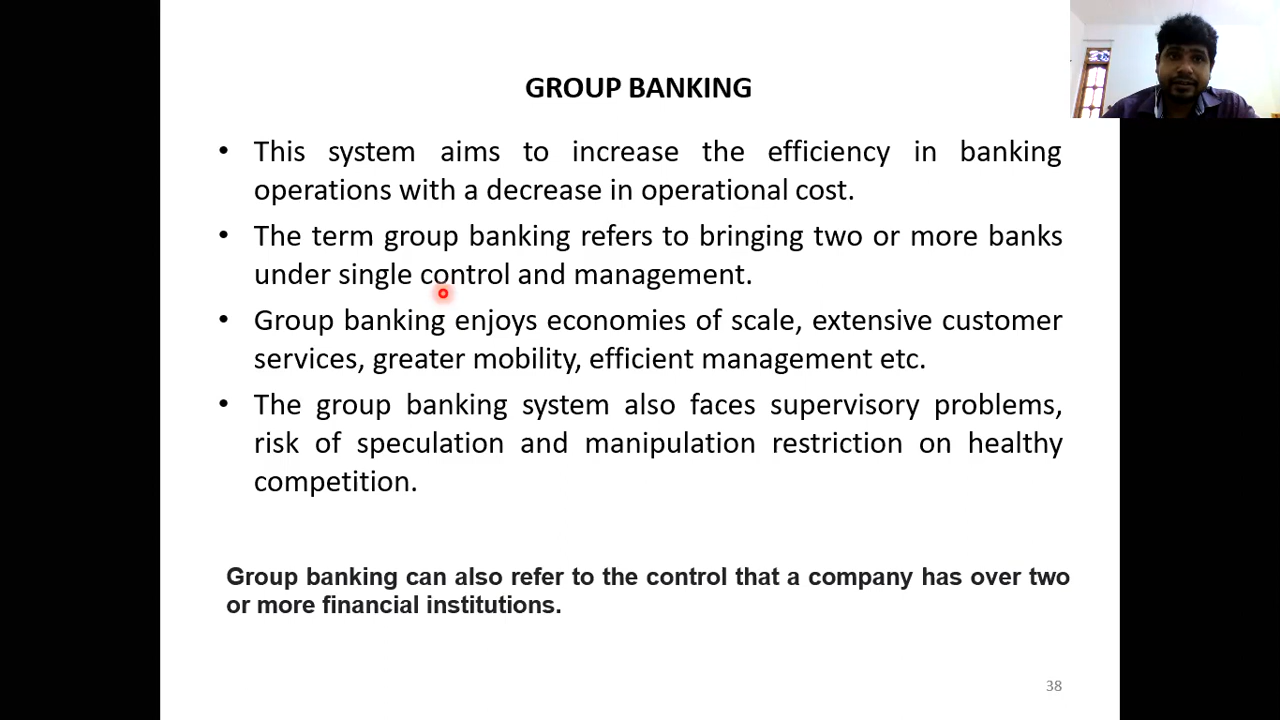 GROUP BANKING
• This system aims to increase the efficiency in banking
operations with a decrease in operational cost.
• The term group banking refers to bringing two or more banks
under single control and management.
• Group banking enjoys economies of scale, extensive customer
services, greater mobility, efficient management etc.
• The group banking system also faces supervisory problems,
risk of speculation and manipulation restriction on healthy
competition.
Group banking can also refer to the control that a company has over two
or more financial institutions.
38